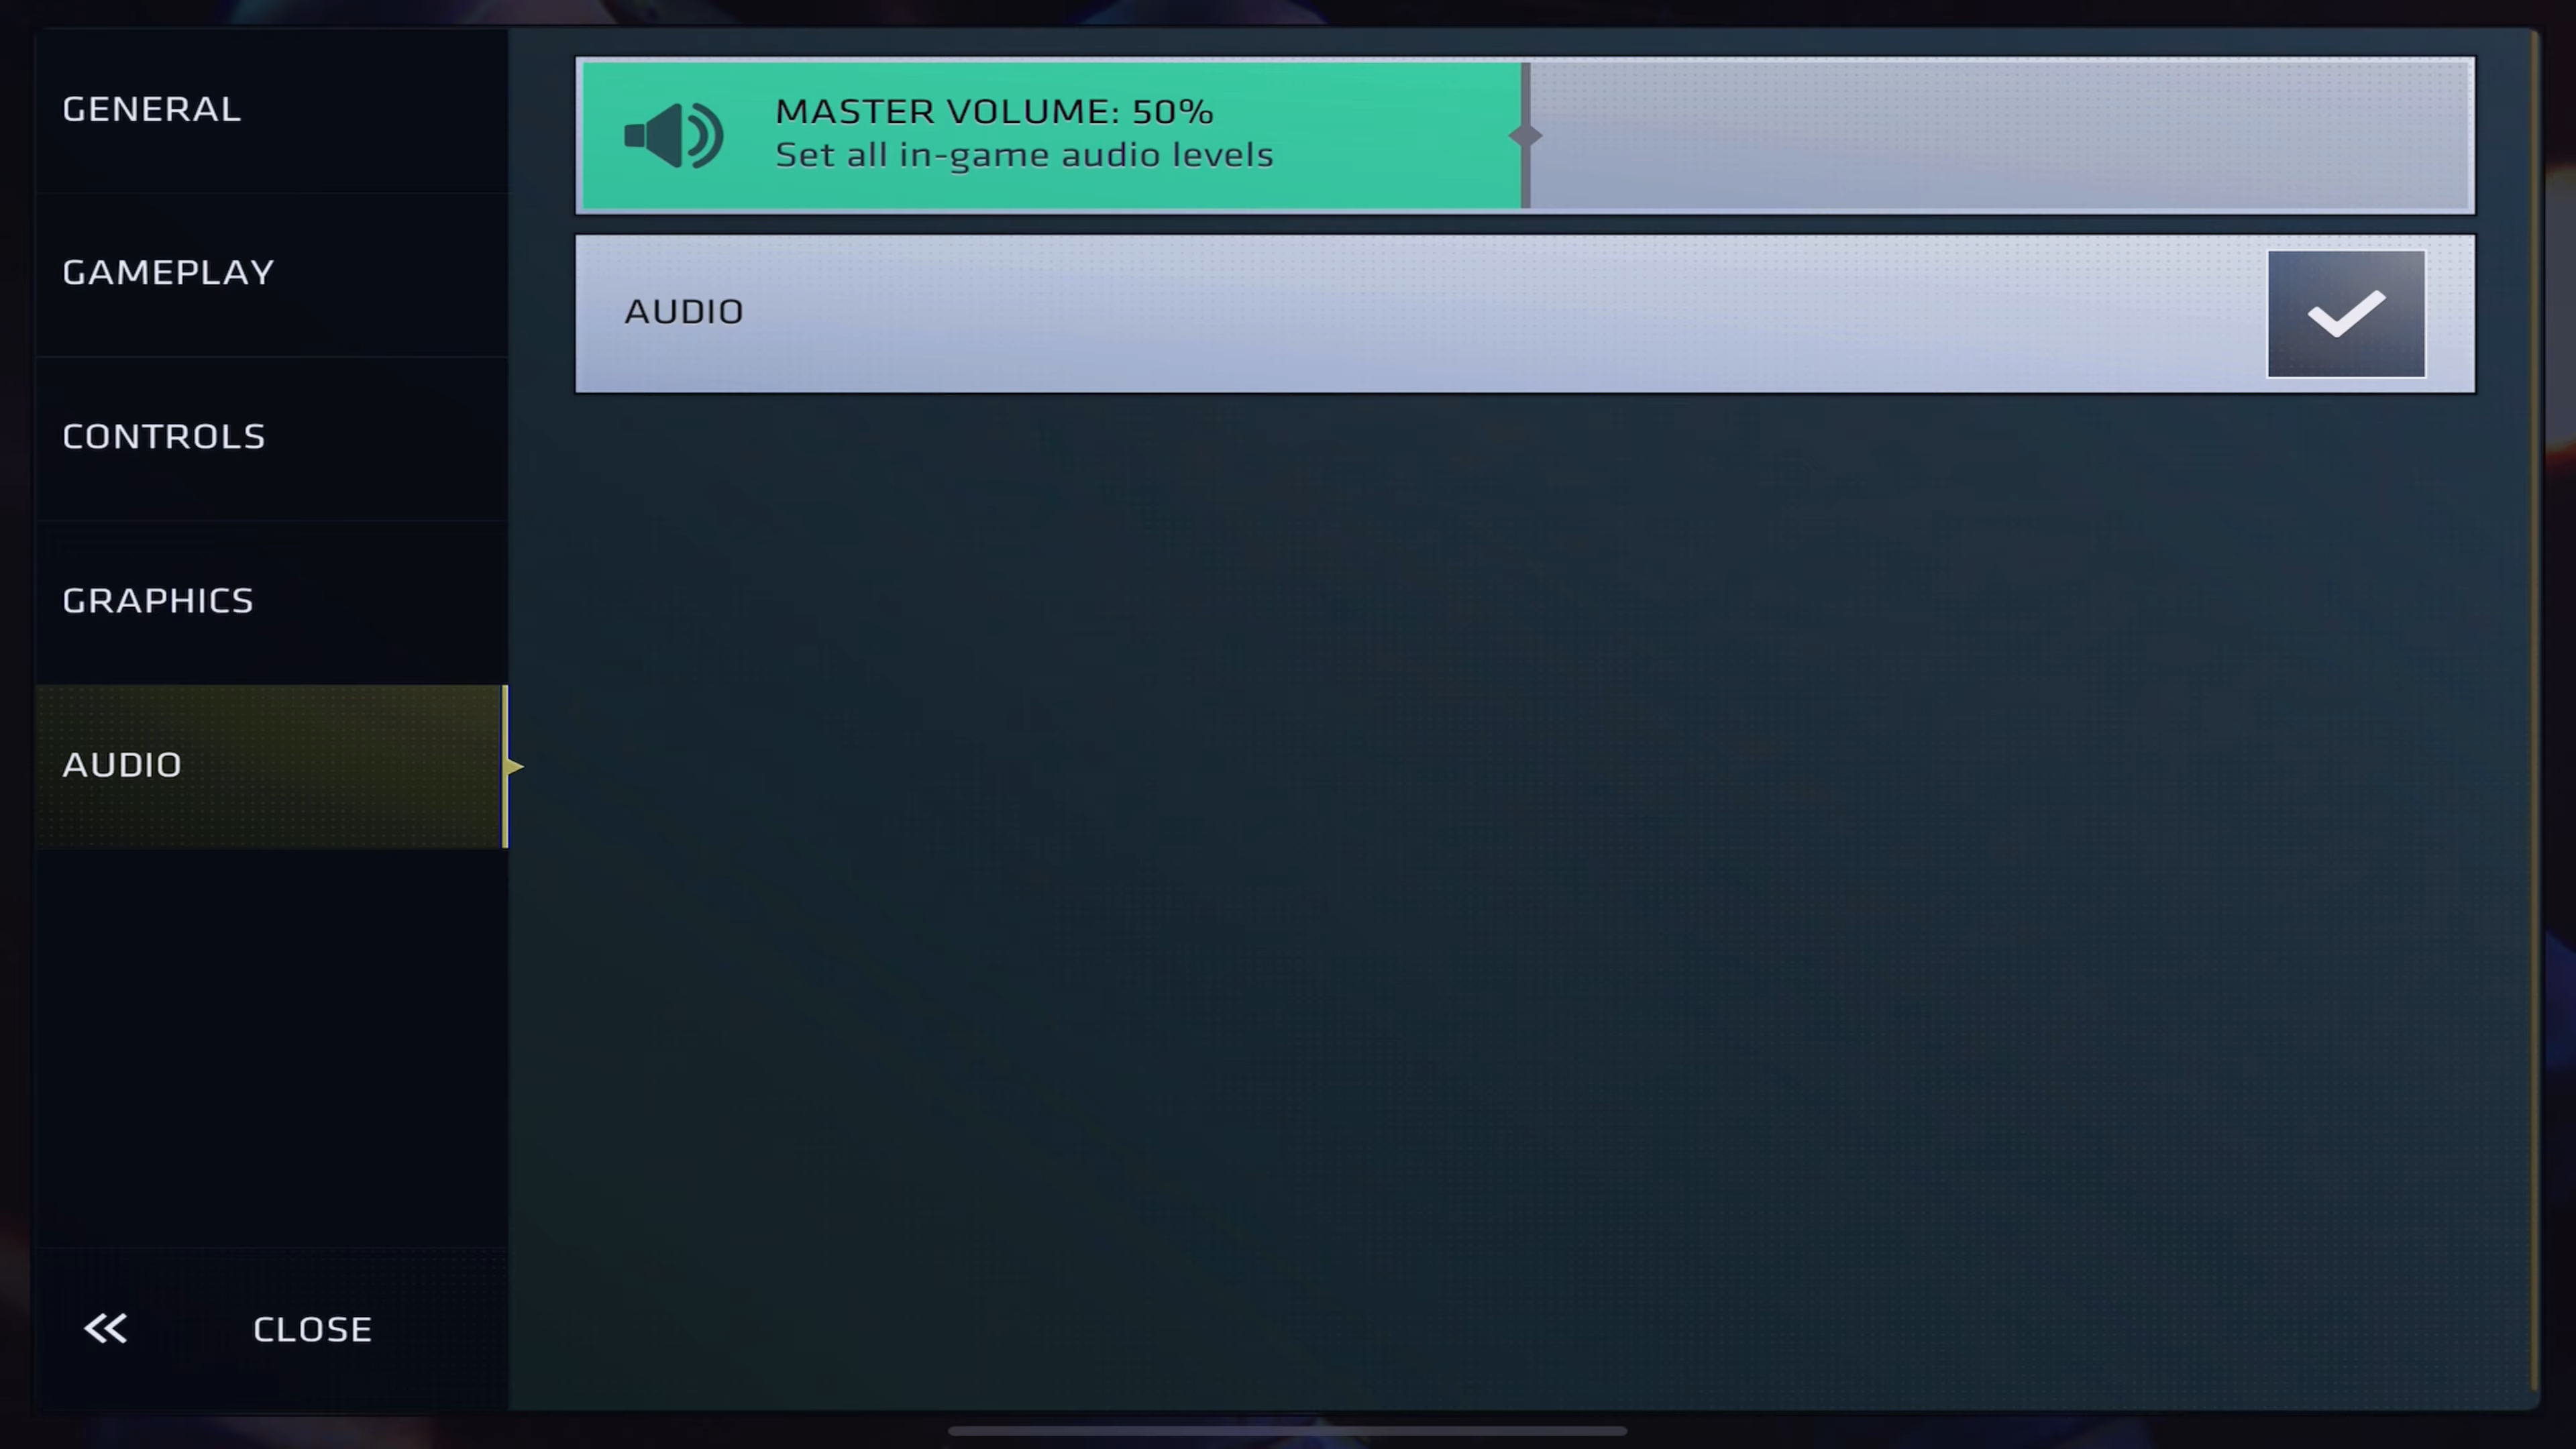 GENERAL
GAMEPLAY
CONTROLS
GRAPHICS
AUDIO
CLOSE
MASTER VOLUME: 50%
Set all in-game audio levels
AUDIO